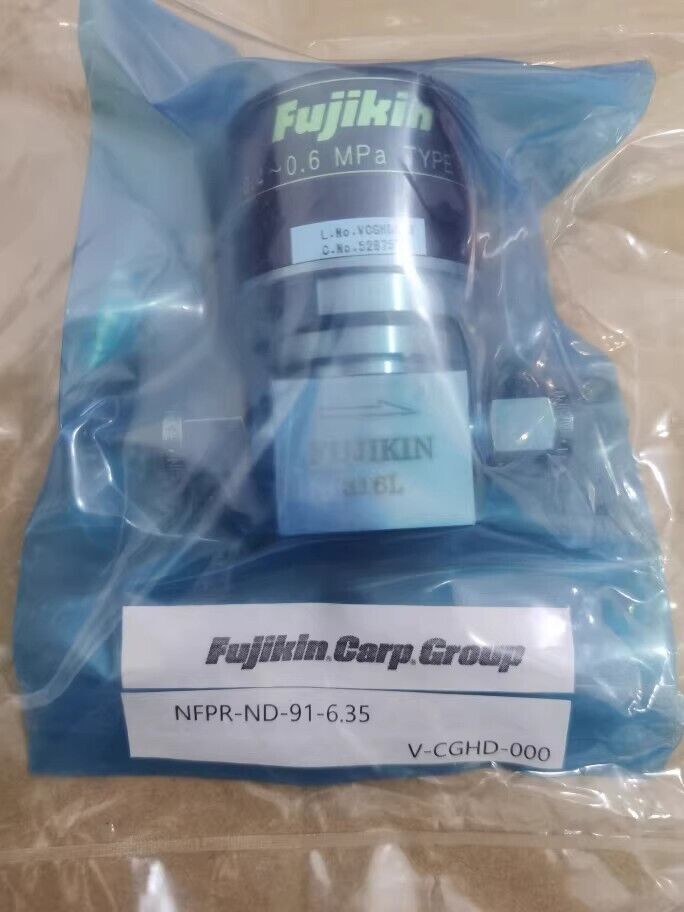 Fujikin
~0.6 MPa TYPE
L.No.
C.No.
FUJIKIN
316L
Fujikin.Carp.Group
NFPR-ND-91-6.35
V-CGHD-000